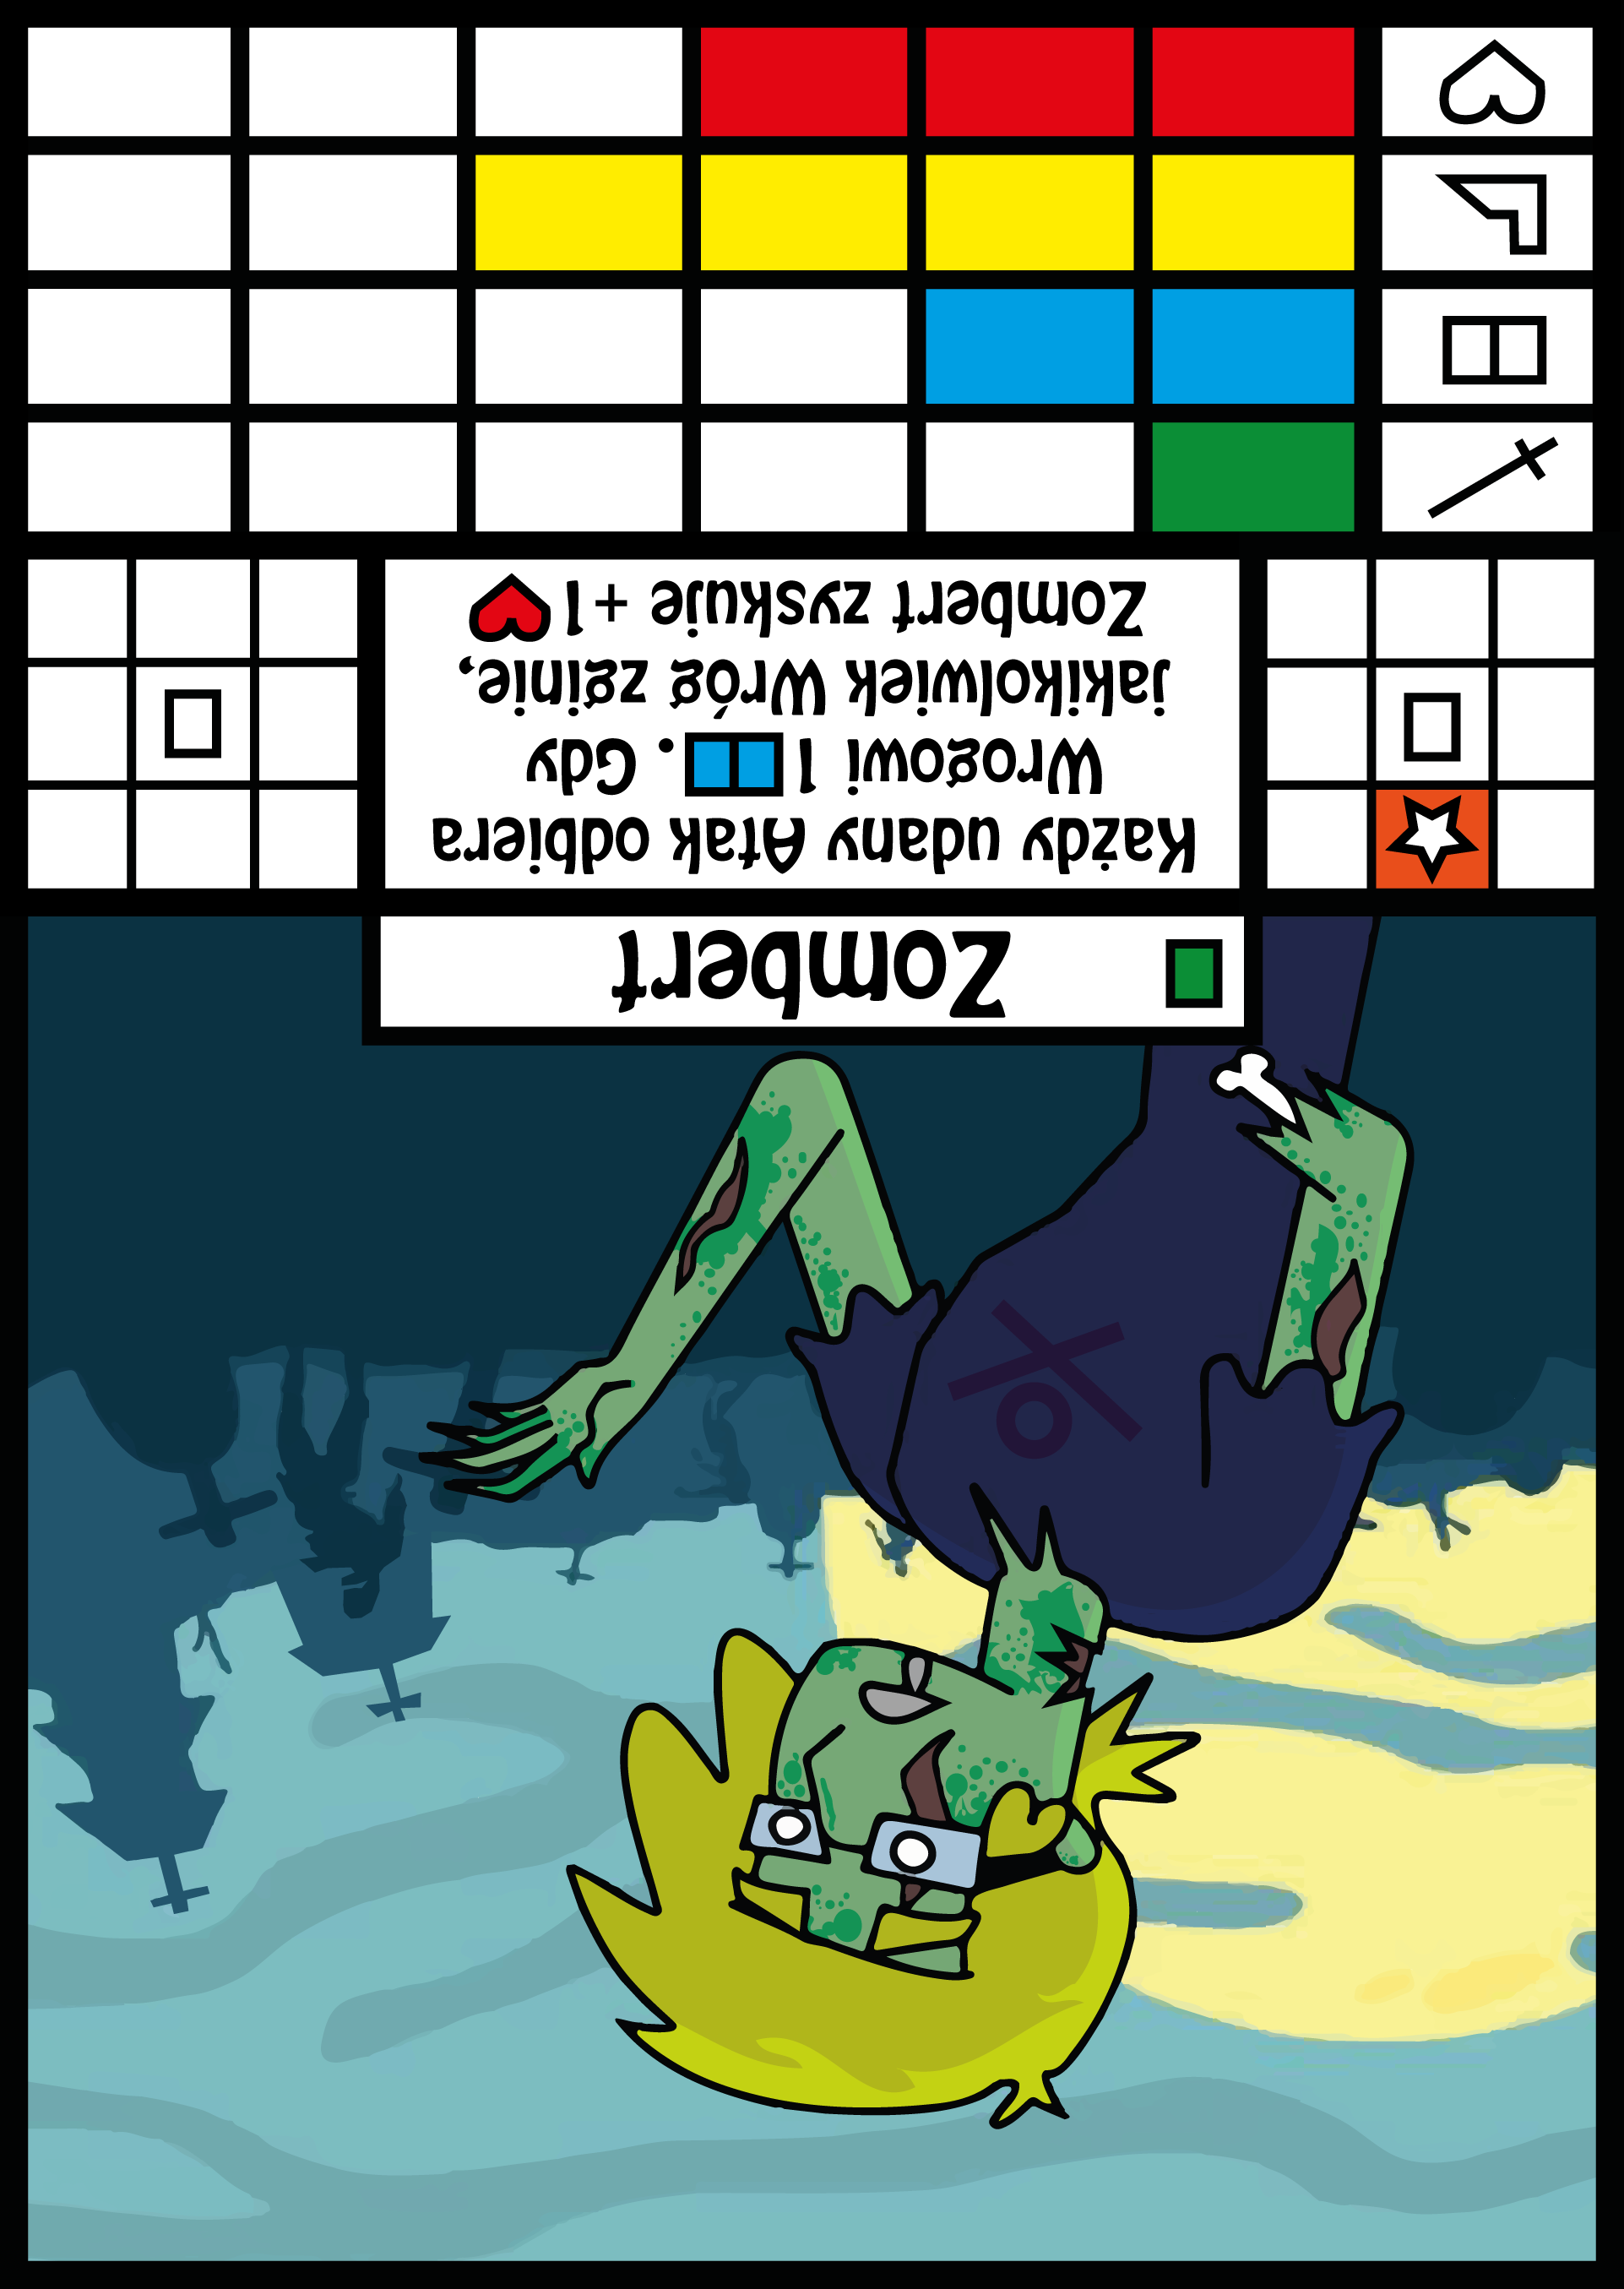 Zombert
Każdy udany Atak odbiera
Wrogowi 1 . Gdy
jakikolwiek Wróg zginie,
Zombert zyskuje +1